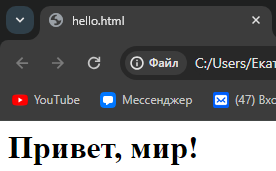 hello.html
Файл C:/Users/Ека
YouTube Мессенджер (47) Вхо
Привет, мир!